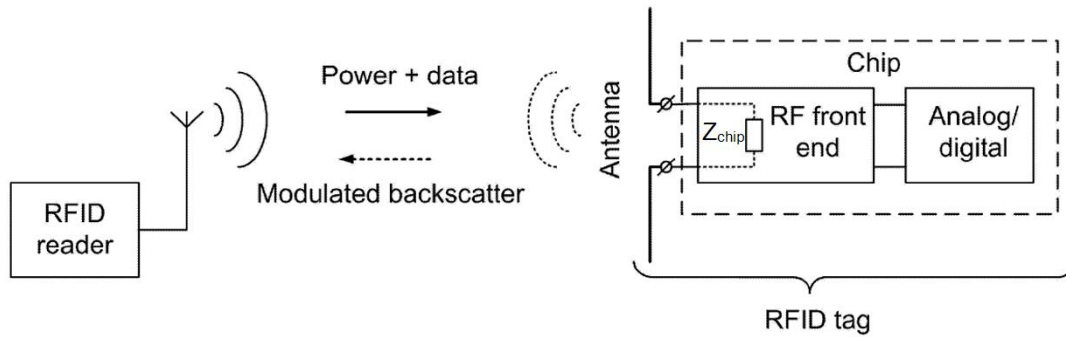 RFID
reader
Power + data
Modulated backscatter
Antenna
Chip
Zchip
RF front
end
Analog/
digital
RFID tag